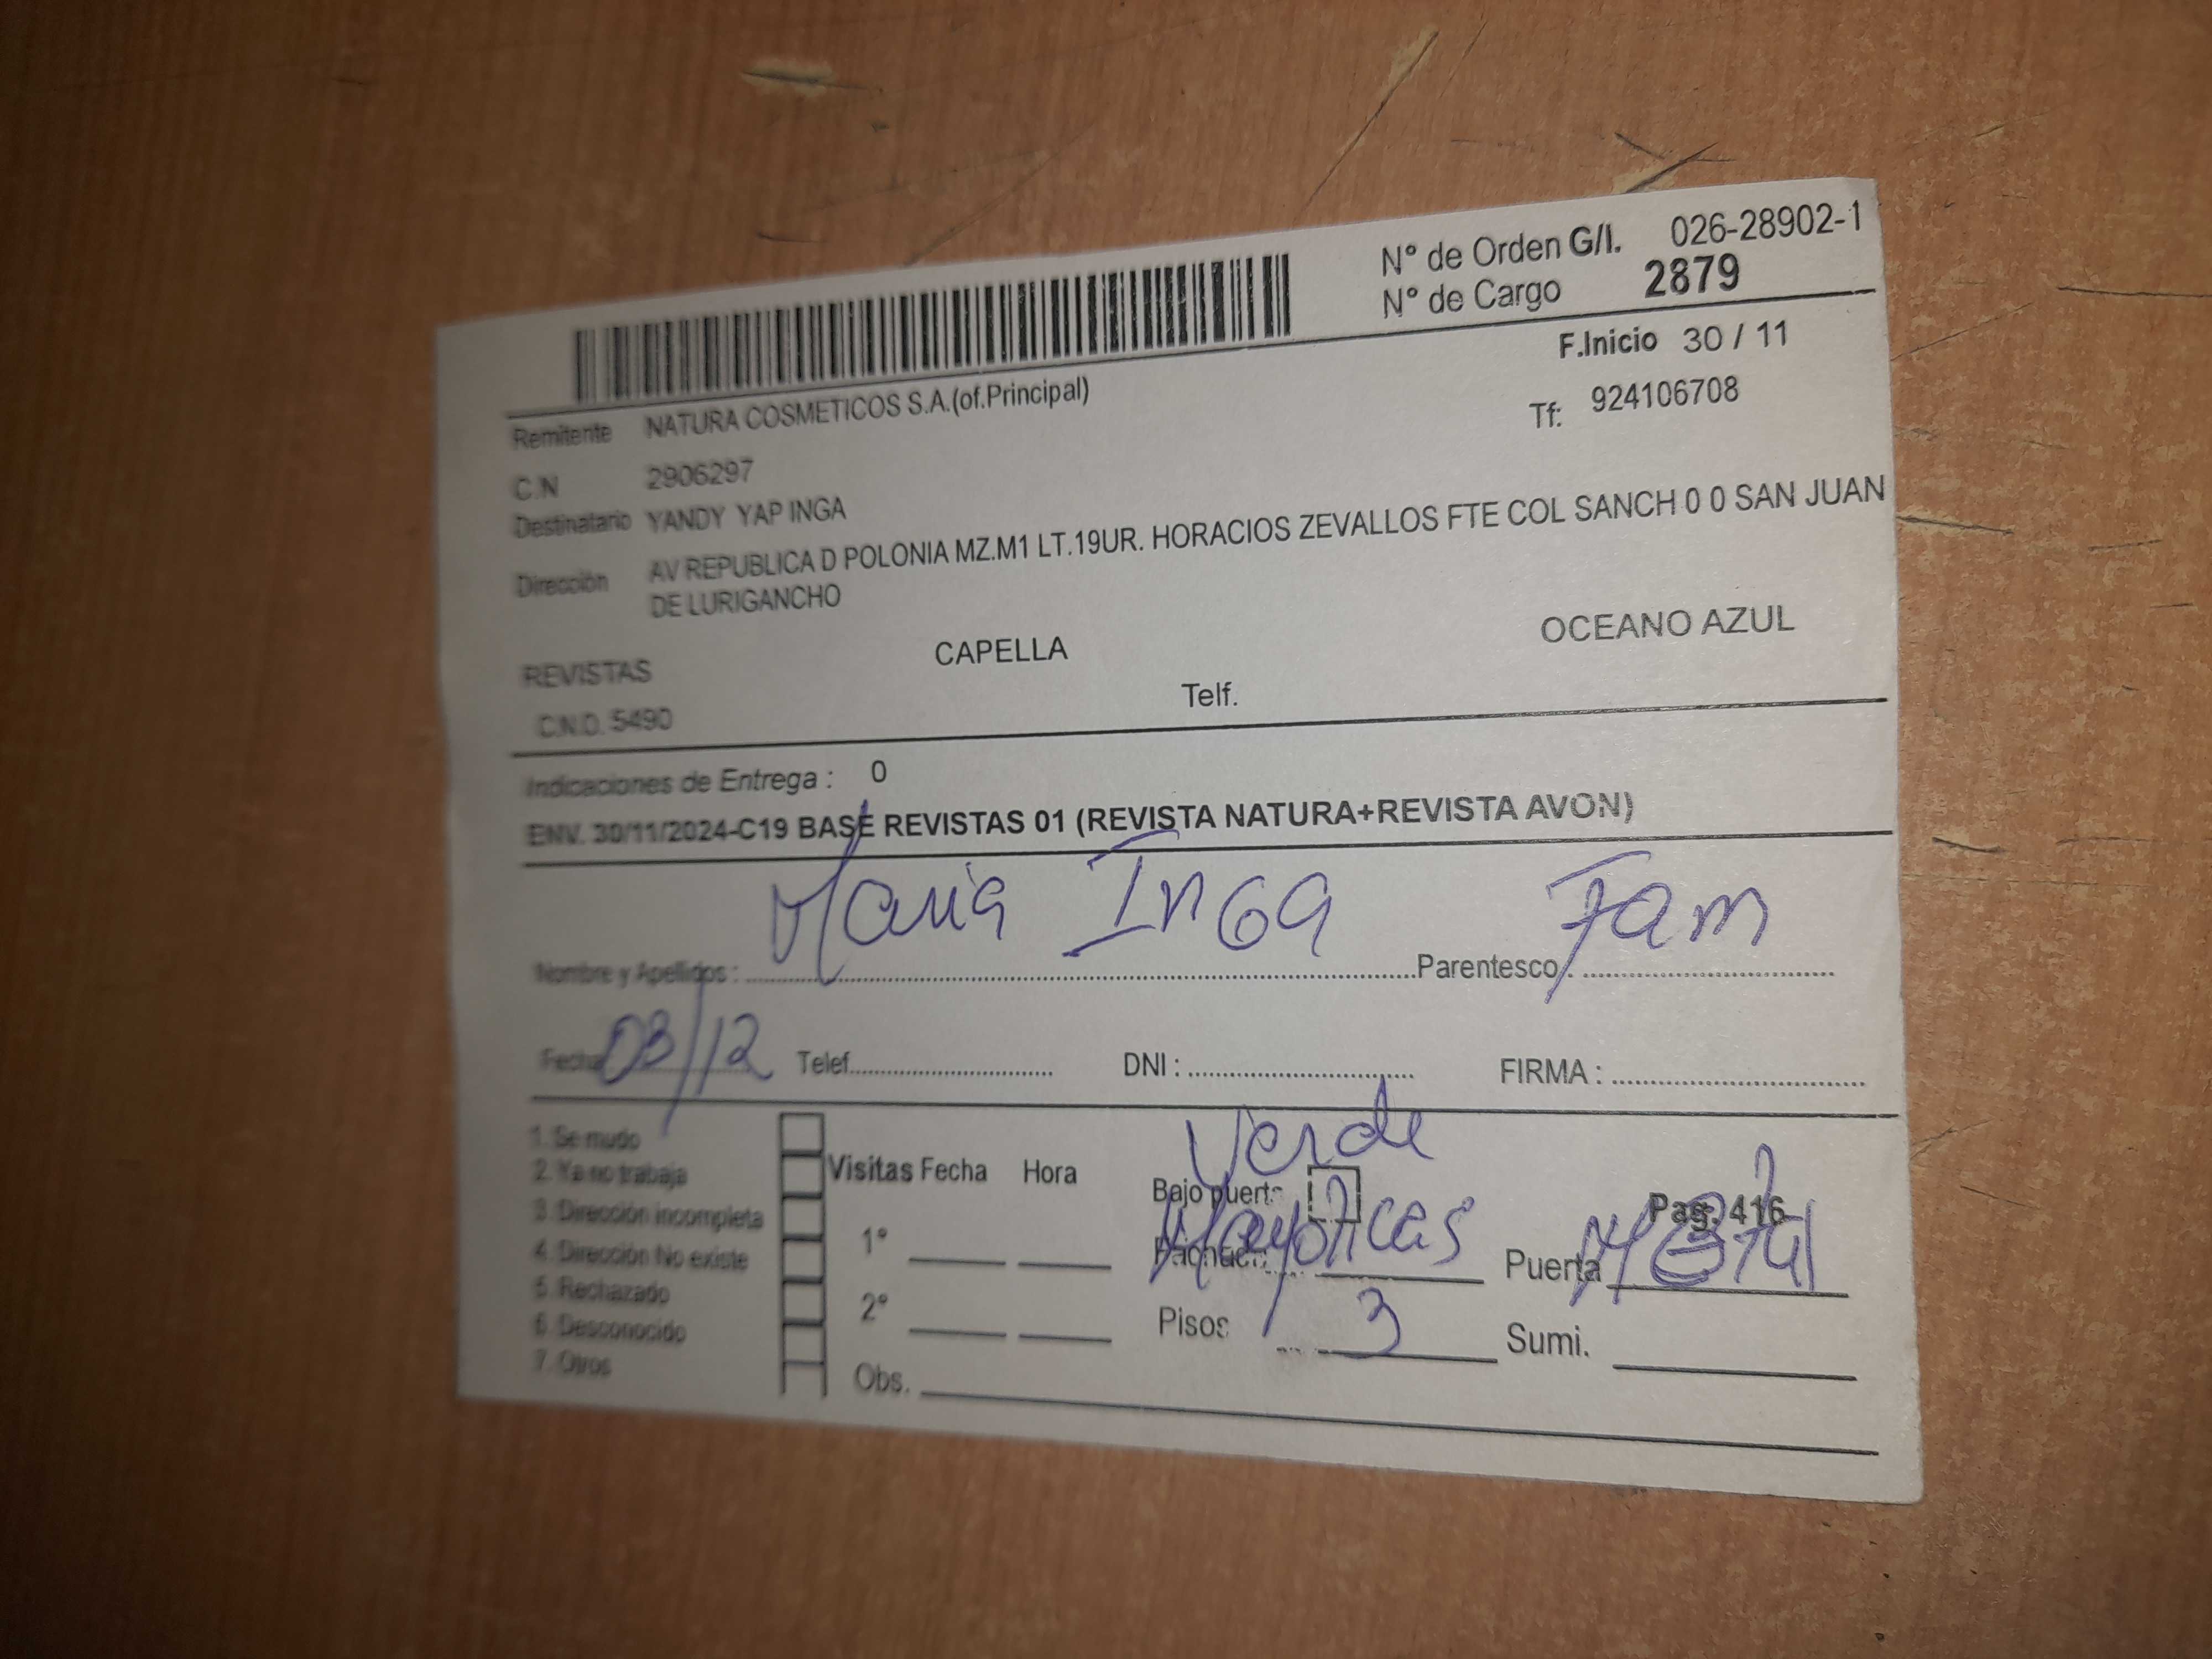 N° de Orden G/I. 026-28902-1
N° de Cargo 2879
F.Inicio 30 / 11
Remitente NATURA COSMETICOS S.A.(of.Principal)
Tf: 924106708
C.N 2906297
Destinatario YANDY YAP INGA
Dirección AV REPUBLICA D POLONIA MZ.M1 LT.19UR. HORACIOS ZEVALLOS FTE COL SANCH 0 0 SAN JUAN
DE LURIGANCHO
REVISTAS CAPELLA OCEANO AZUL
C.N.D. 5490 Telf.
Indicaciones de Entrega : 0
ENV. 30/11/2024-C19 BASE REVISTAS 01 (REVISTA NATURA+REVISTA AVON)
Maria Inga Fam
Nombre y Apellidos : Parentesco :
Fecha 03/12 Telef. DNI : FIRMA :
Verde
1. Se mudo
2. Ya no trabaja
3. Dirección incompleta
4. Dirección No existe
5. Rechazado
6. Desconocido
7. Otros
Visitas Fecha Hora
1°
2°
Obs.
Bajo puerta Pag. 416
Mayolicas Puerta Metal
Pisos 3 Sumi.